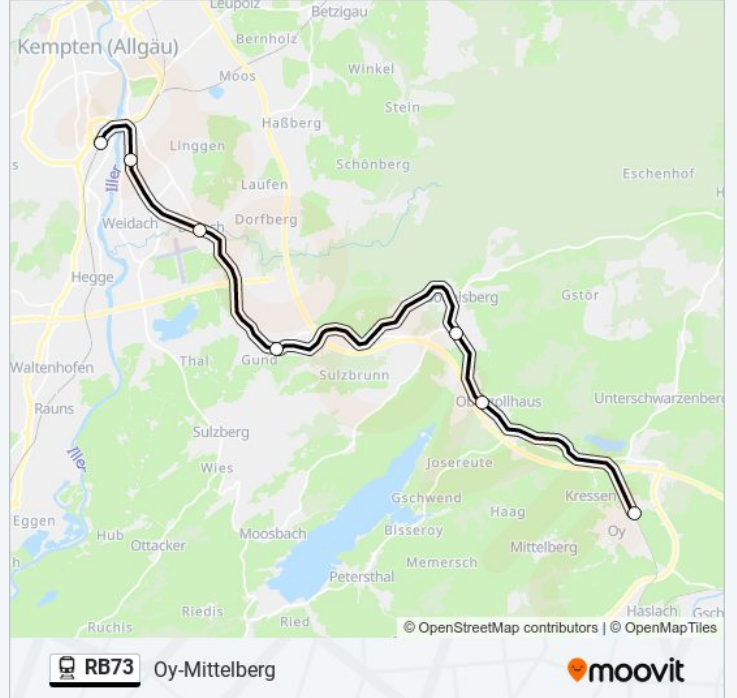 Leupolz
Betzigau
Lenggen
Kempten (Allgäu)
Bernholz
Moos
Winkel
Stein
Haßberg
Linggen
Schönberg
s
Eschenhof
H
Laufen
Iller
Dorfberg
Weidach
Hegge
Gstör
Thal
Gund
Waltenhofen
Sulzbrunn
Unterschwarzenberg
Rauns
Sulzberg
Iller
Wies
Josereute
Kressen
Gschwend
Haag
Eggen
Hub
Moosbach
Bisseroy
Oy
Ottacker
Mittelberg
h
Memersch
Petersthal
Riedis
Haslach
Gsch
Ruchis
Ried
© OpenStreetMap contributors | © OpenMapTiles
RB73 Oy-Mittelberg
moovit